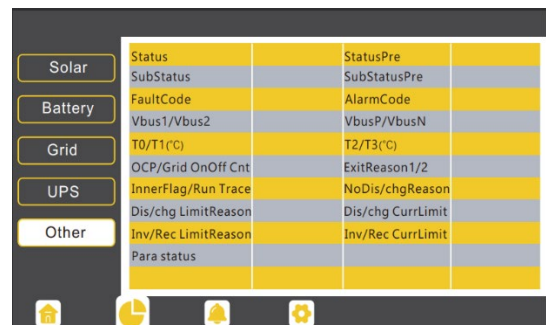 Solar
Battery
Grid
UPS
Other
Status StatusPre
SubStatus SubStatusPre
FaultCode AlarmCode
Vbus1/Vbus2 VbusP/VbusN
T0/T1(℃) T2/T3(℃)
OCP/Grid OnOff Cnt ExitReason1/2
InnerFlag/Run Trace NoDis/chgReason
Dis/chg LimitReason Dis/chg CurrLimit
Inv/Rec LimitReason Inv/Rec CurrLimit
Para status